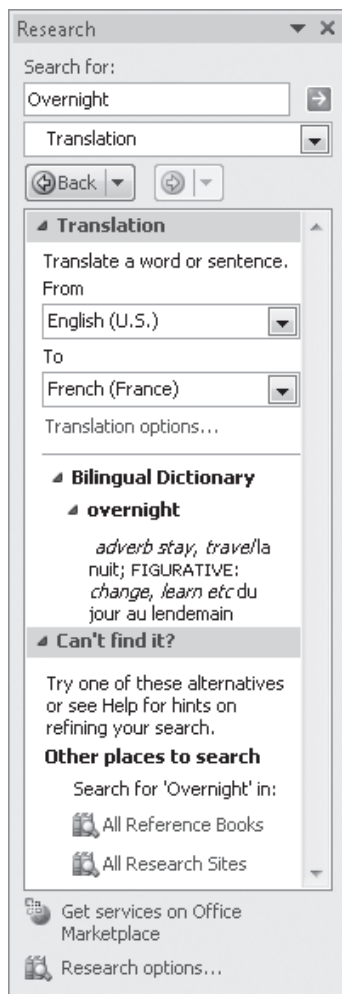 Research
Search for:
Overnight
Translation
Back
Translation
Translate a word or sentence.
From
English (U.S.)
To
French (France)
Translation options...
Bilingual Dictionary
overnight
adverb stay, travel la
nuit; FIGURATIVE:
change, learn etc du
jour au lendemain
Can't find it?
Try one of these alternatives
or see Help for hints on
refining your search.
Other places to search
Search for 'Overnight' in:
All Reference Books
All Research Sites
Get services on Office
Marketplace
Research options...